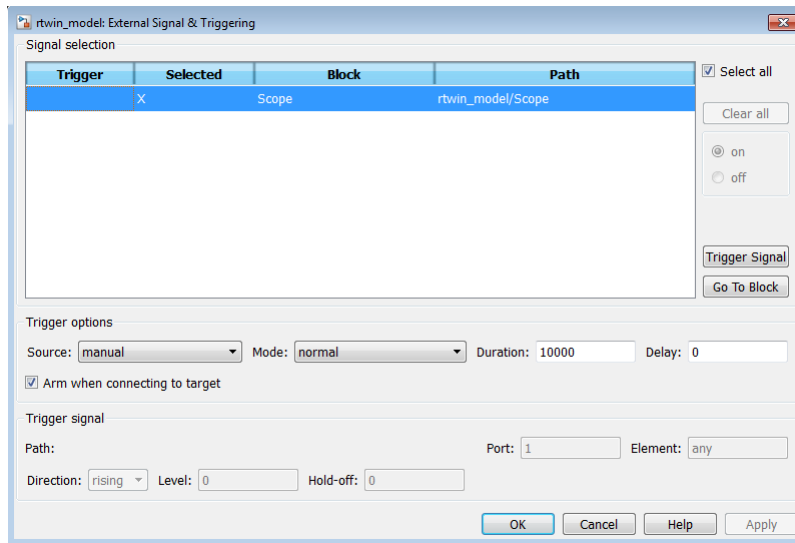 rtwin_model: External Signal & Triggering
Signal selection
Trigger Selected Block Path
Select all
X Scope rtwin_model/Scope
Clear all
on
off
Trigger Signal
Go To Block
Trigger options
Source: manual Mode: normal Duration: 10000 Delay: 0
Arm when connecting to target
Trigger signal
Path: Port: 1 Element: any
Direction: rising Level: 0 Hold-off: 0
OK Cancel Help Apply